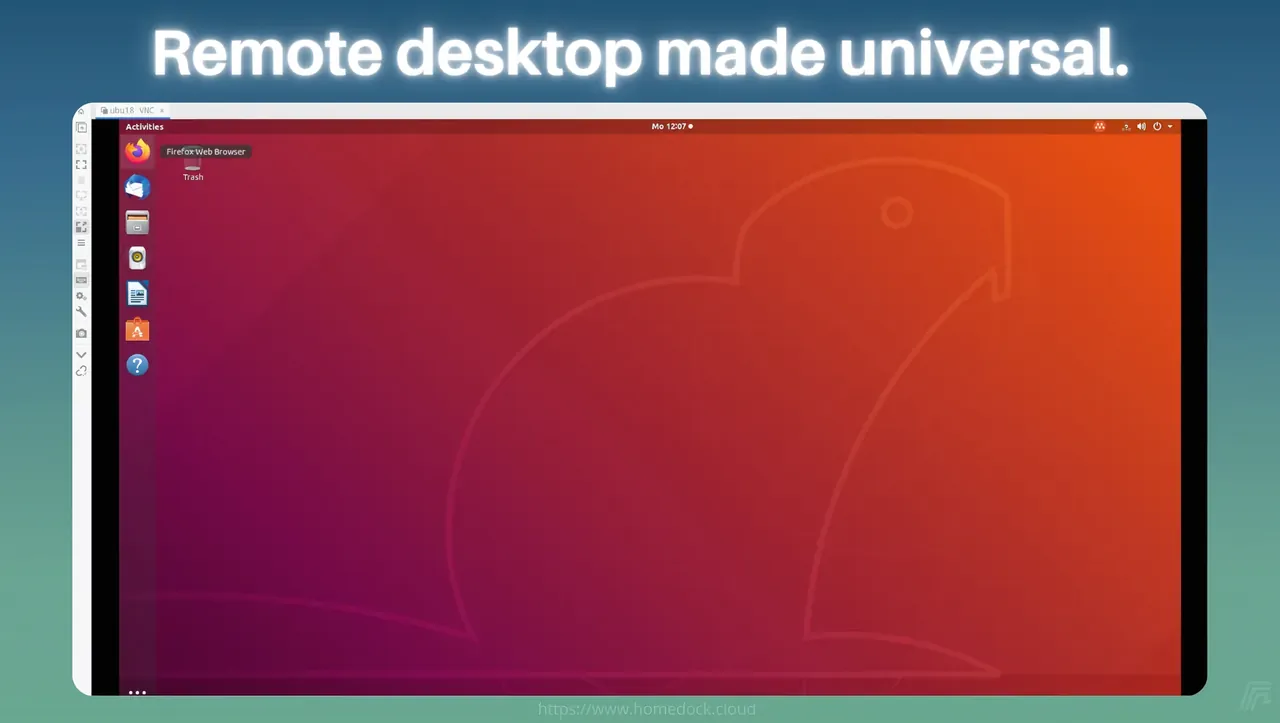 Remote desktop made universal.
ubu18 VNC ×
Activities
Mo 12:07
Firefox Web Browser
Trash
?
https://www.homedock.cloud